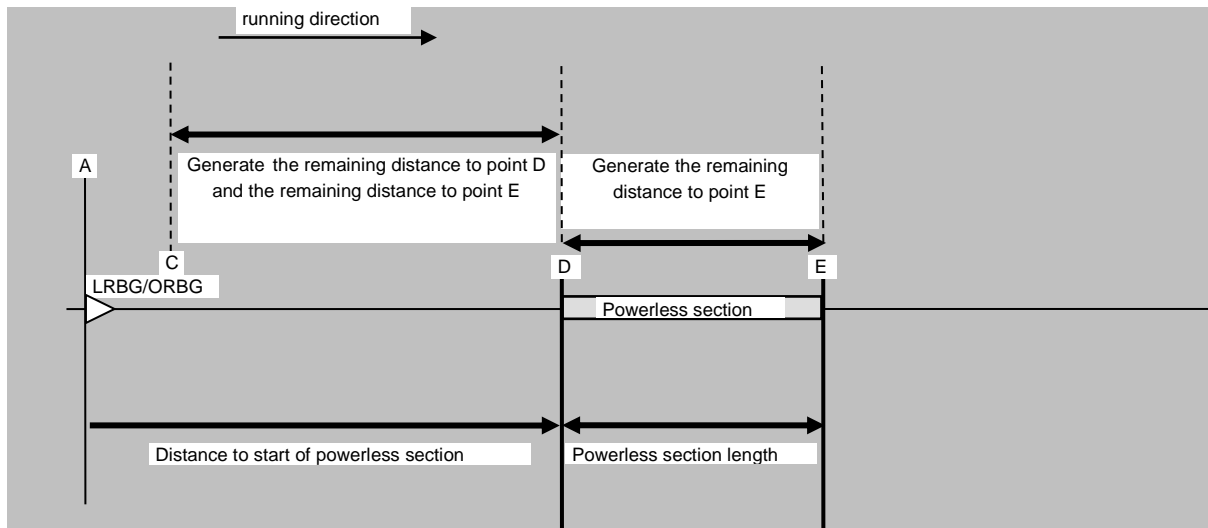 running direction
A
Generate the remaining distance to point D
and the remaining distance to point E
Generate the remaining
distance to point E
C
D
E
LRBG/ORBG
Powerless section
Distance to start of powerless section
Powerless section length